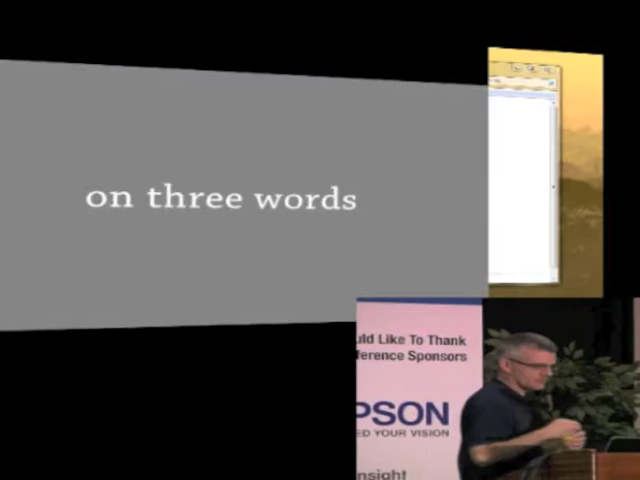 on three words
uld Like To Thank
ference Sponsors
PSON
ED YOUR VISION
nsight